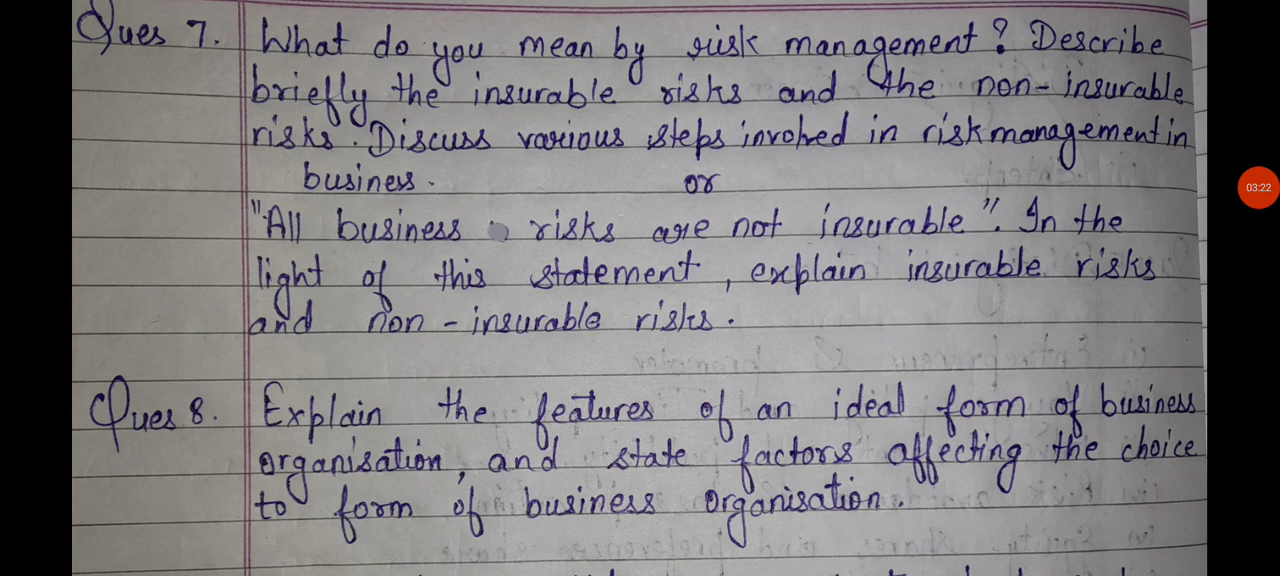 Ques 7. What do you mean by risk management? Describe
briefly the insurable risks and the non-insurable
risks. Discuss various steps involved in risk management in
business. or
"All business risks are not insurable". In the
light of this statement, explain insurable risks
and non-insurable risks.
Ques 8. Explain the features of an ideal form of business
organisation, and state factors affecting the choice
to form of business organisation.
03:22